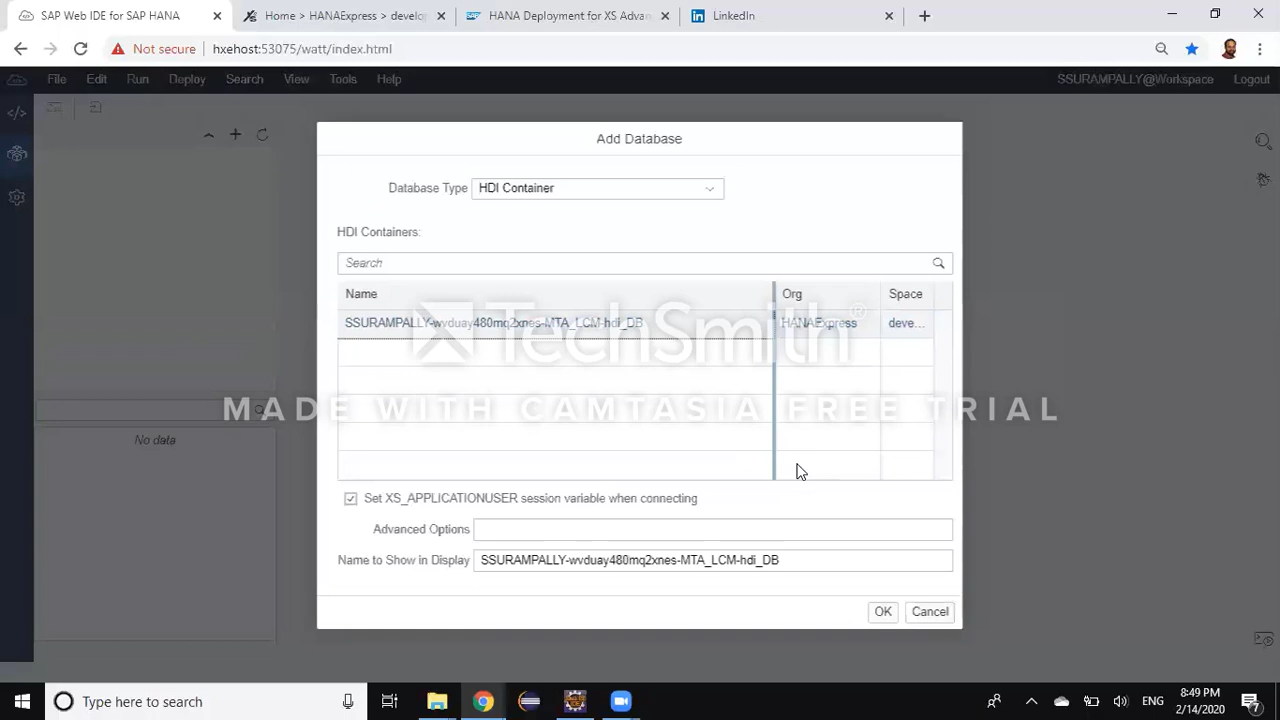 SAP Web IDE for SAP HANA
Home > HANAExpress > develop
HANA Deployment for XS Advan
LinkedIn
Not secure
hxehost:53075/watt/index.html
File Edit Run Deploy Search View Tools Help
SSURAMPALLY@Workspace
Logout
Add Database
Database Type
HDI Container
HDI Containers:
Search
Name
Org
Space
SSURAMPALLY-wvduay480mq2xnes-MTA_LCM-hdi_DB
HANAExpress
deve...
TechSmith®
MADE WITH CAMTASIA FREE TRIAL
No data
Set XS_APPLICATIONUSER session variable when connecting
Advanced Options
Name to Show in Display
SSURAMPALLY-wvduay480mq2xnes-MTA_LCM-hdi_DB
OK
Cancel
Type here to search
ENG
8:49 PM
2/14/2020
7